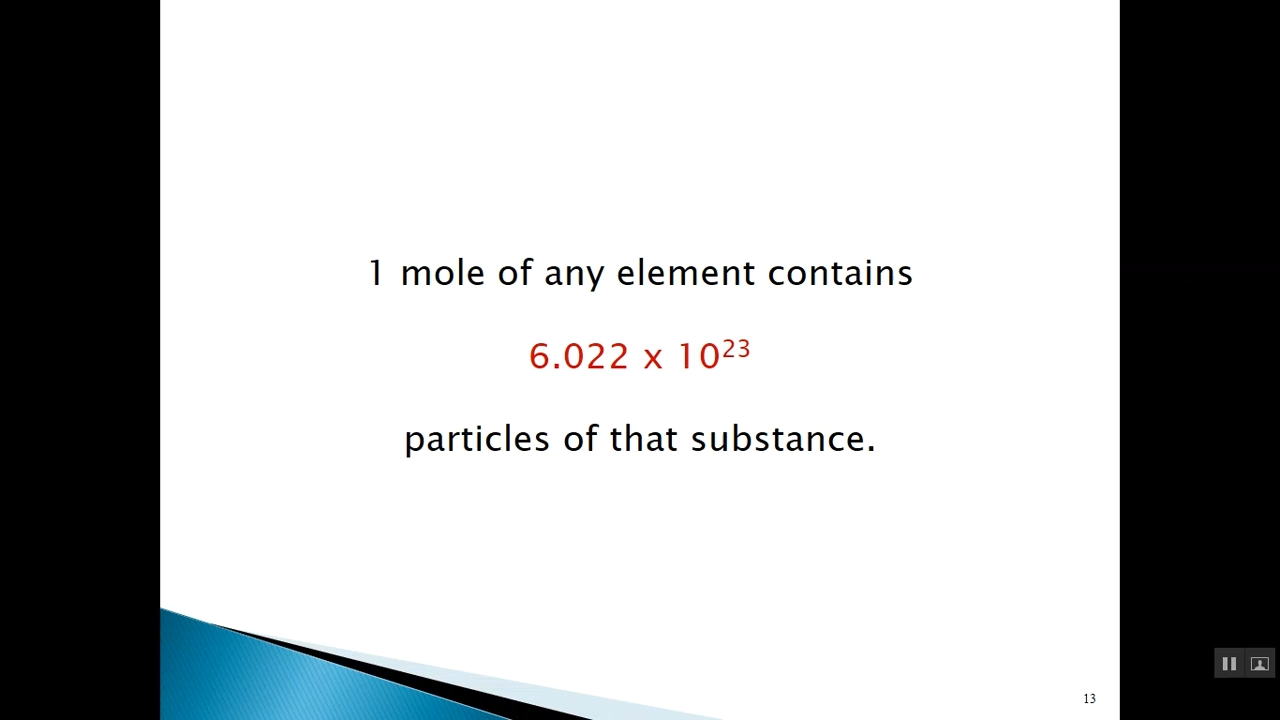 1 mole of any element contains
6.022 x 10²³
particles of that substance.
13